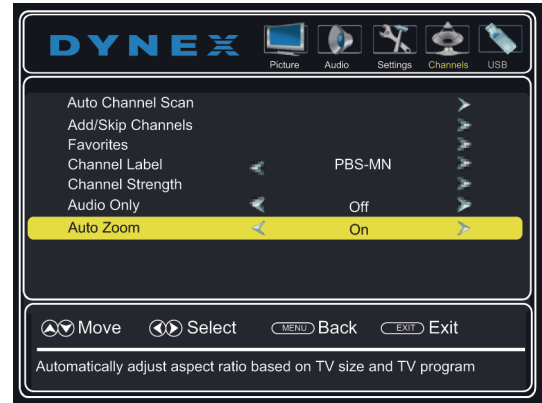 DYNEX
Picture Audio Settings Channels USB
Auto Channel Scan
Add/Skip Channels
Favorites
Channel Label PBS-MN
Channel Strength
Audio Only Off
Auto Zoom On
Move Select MENU Back EXIT Exit
Automatically adjust aspect ratio based on TV size and TV program